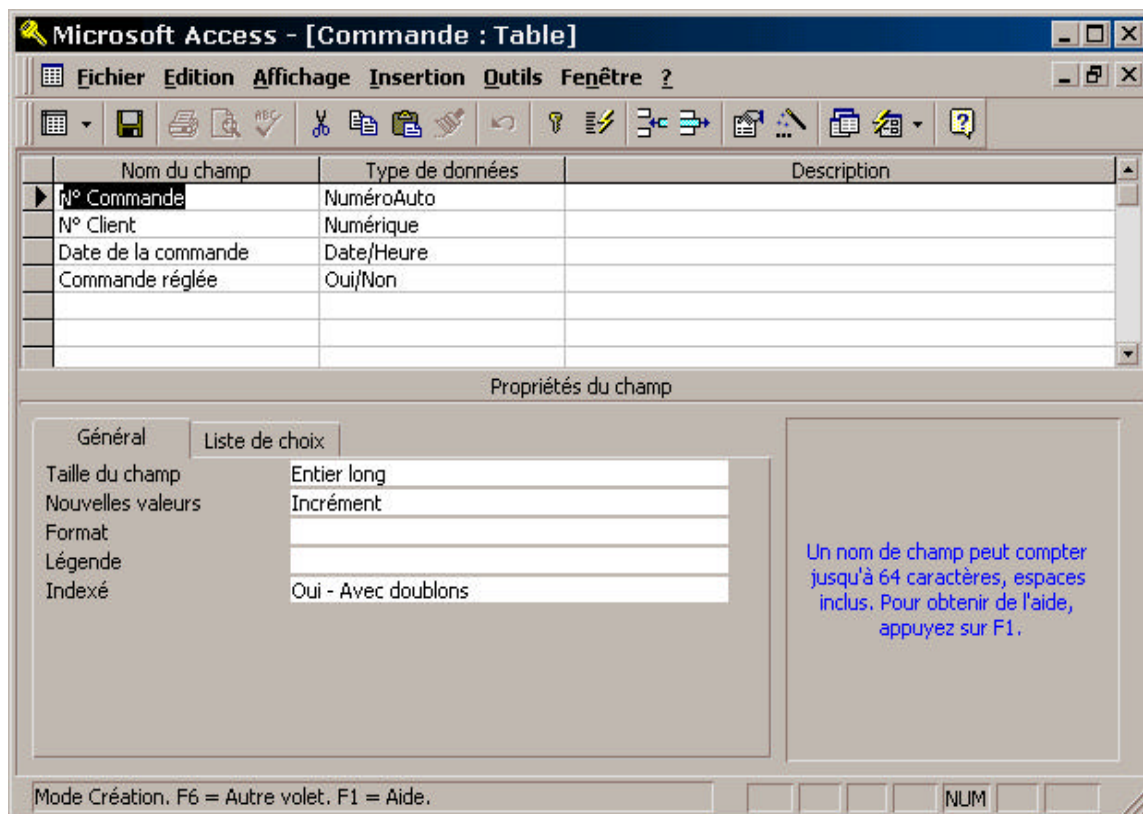 Microsoft Access - [Commande : Table]
Fichier Edition Affichage Insertion Outils Fenêtre ?
ABC
Nom du champ Type de données Description
N° Commande NuméroAuto
N° Client Numérique
Date de la commande Date/Heure
Commande réglée Oui/Non
Propriétés du champ
Général Liste de choix
Taille du champ Entier long
Nouvelles valeurs Incrément
Format
Légende
Indexé Oui - Avec doublons
Un nom de champ peut compter
jusqu'à 64 caractères, espaces
inclus. Pour obtenir de l'aide,
appuyez sur F1.
Mode Création. F6 = Autre volet. F1 = Aide. NUM